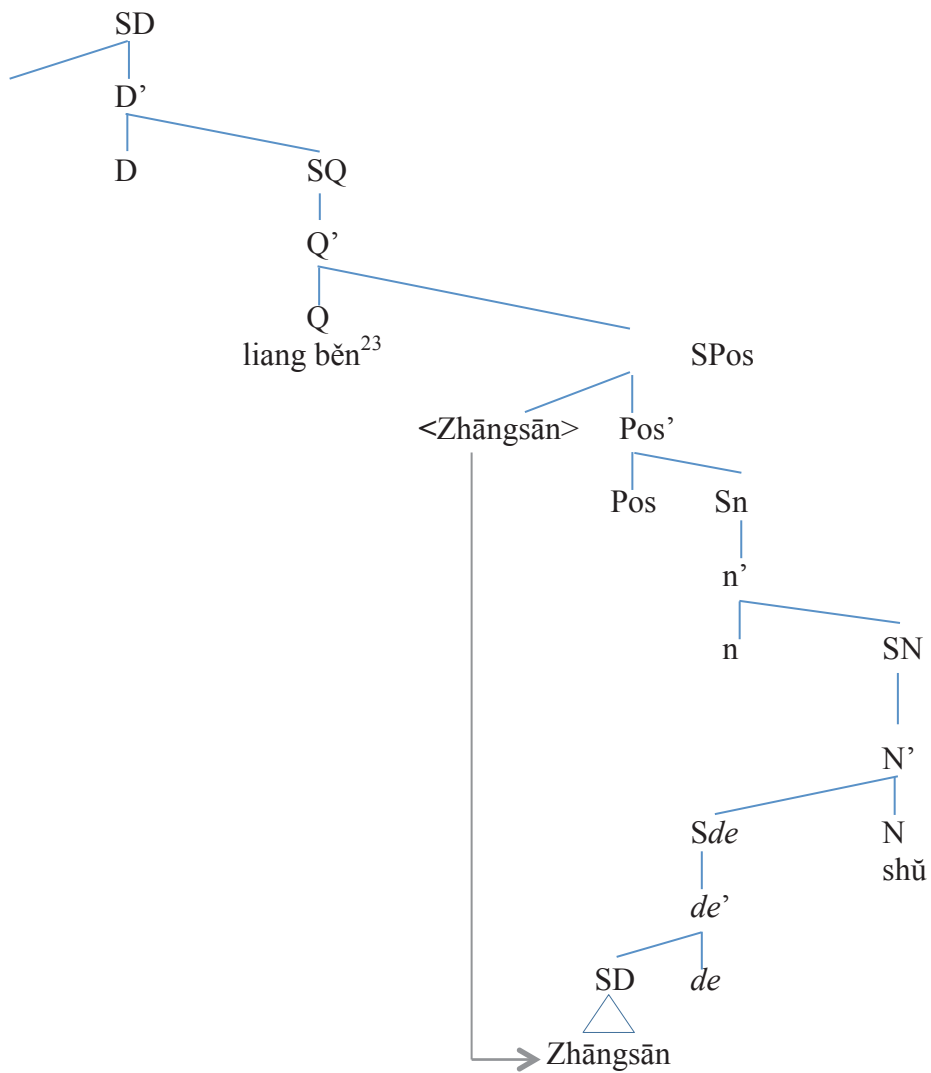 SD
D’
D SQ
Q’
Q
liang běn23 SPos
<Zhāngsān> Pos’
Pos Sn
n’
n SN
N’
Sde N
shŭ
de’
SD de
Zhāngsān